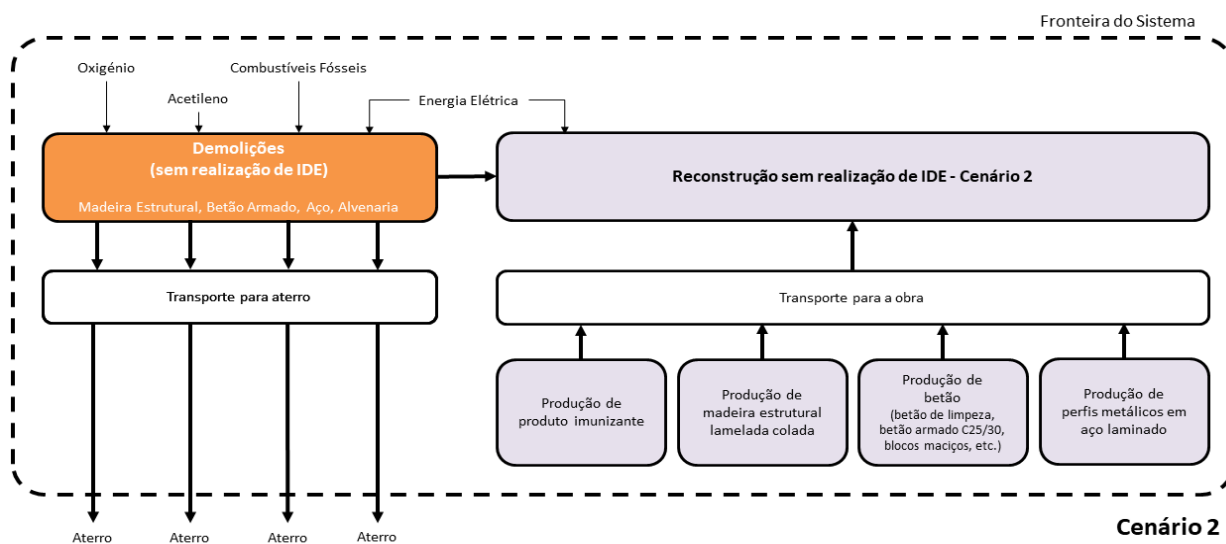 Fronteira do Sistema
Oxigénio
Combustíveis Fósseis
Acetileno
Energia Elétrica
Demolições
(sem realização de IDE)
Madeira Estrutural, Betão Armado, Aço, Alvenaria
Reconstrução sem realização de IDE - Cenário 2
Transporte para aterro
Transporte para a obra
Produção de
produto imunizante
Produção de
madeira estrutural
lamelada colada
Produção de
betão
(betão de limpeza,
betão armado C25/30,
blocos maciços, etc.)
Produção de
perfis metálicos em
aço laminado
Aterro
Aterro
Aterro
Aterro
Cenário 2